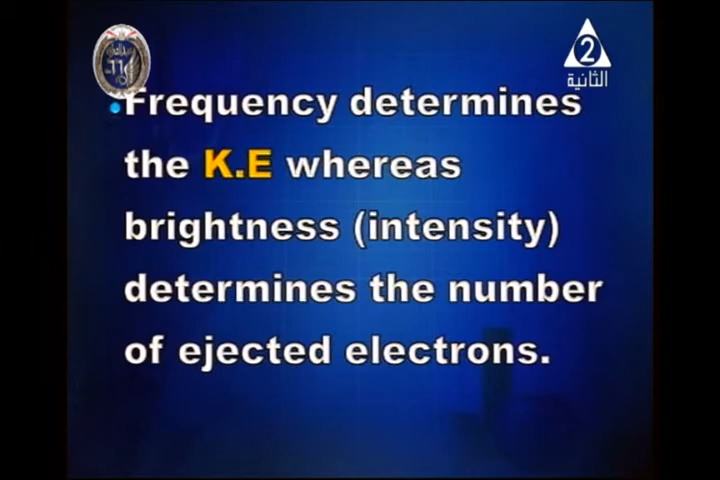 2
الثانية
•Frequency determines
the K.E whereas
brightness (intensity)
determines the number
of ejected electrons.